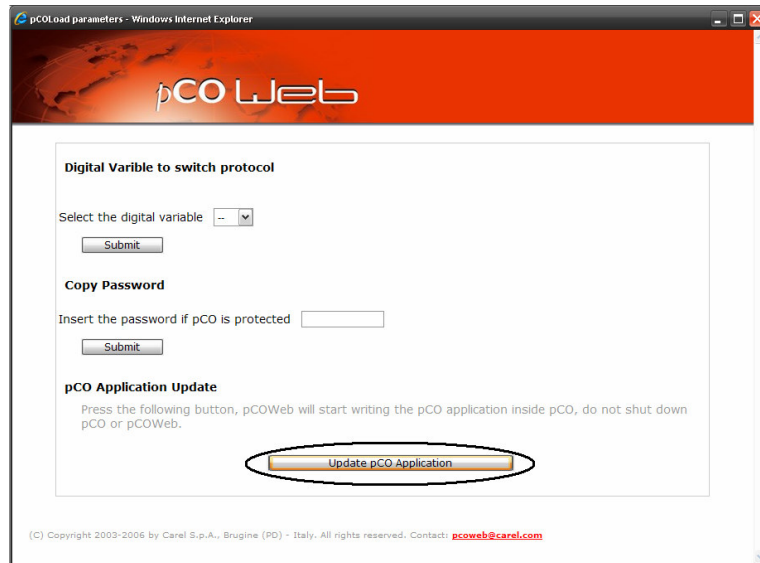 pCOLoad parameters - Windows Internet Explorer
pCO Web
Digital Varible to switch protocol
Select the digital variable --
Submit
Copy Password
Insert the password if pCO is protected
Submit
pCO Application Update
Press the following button, pCOWeb will start writing the pCO application inside pCO, do not shut down
pCO or pCOWeb.
Update pCO Application
(C) Copyright 2003-2006 by Carel S.p.A., Brugine (PD) - Italy. All rights reserved. Contact: pcoweb@carel.com